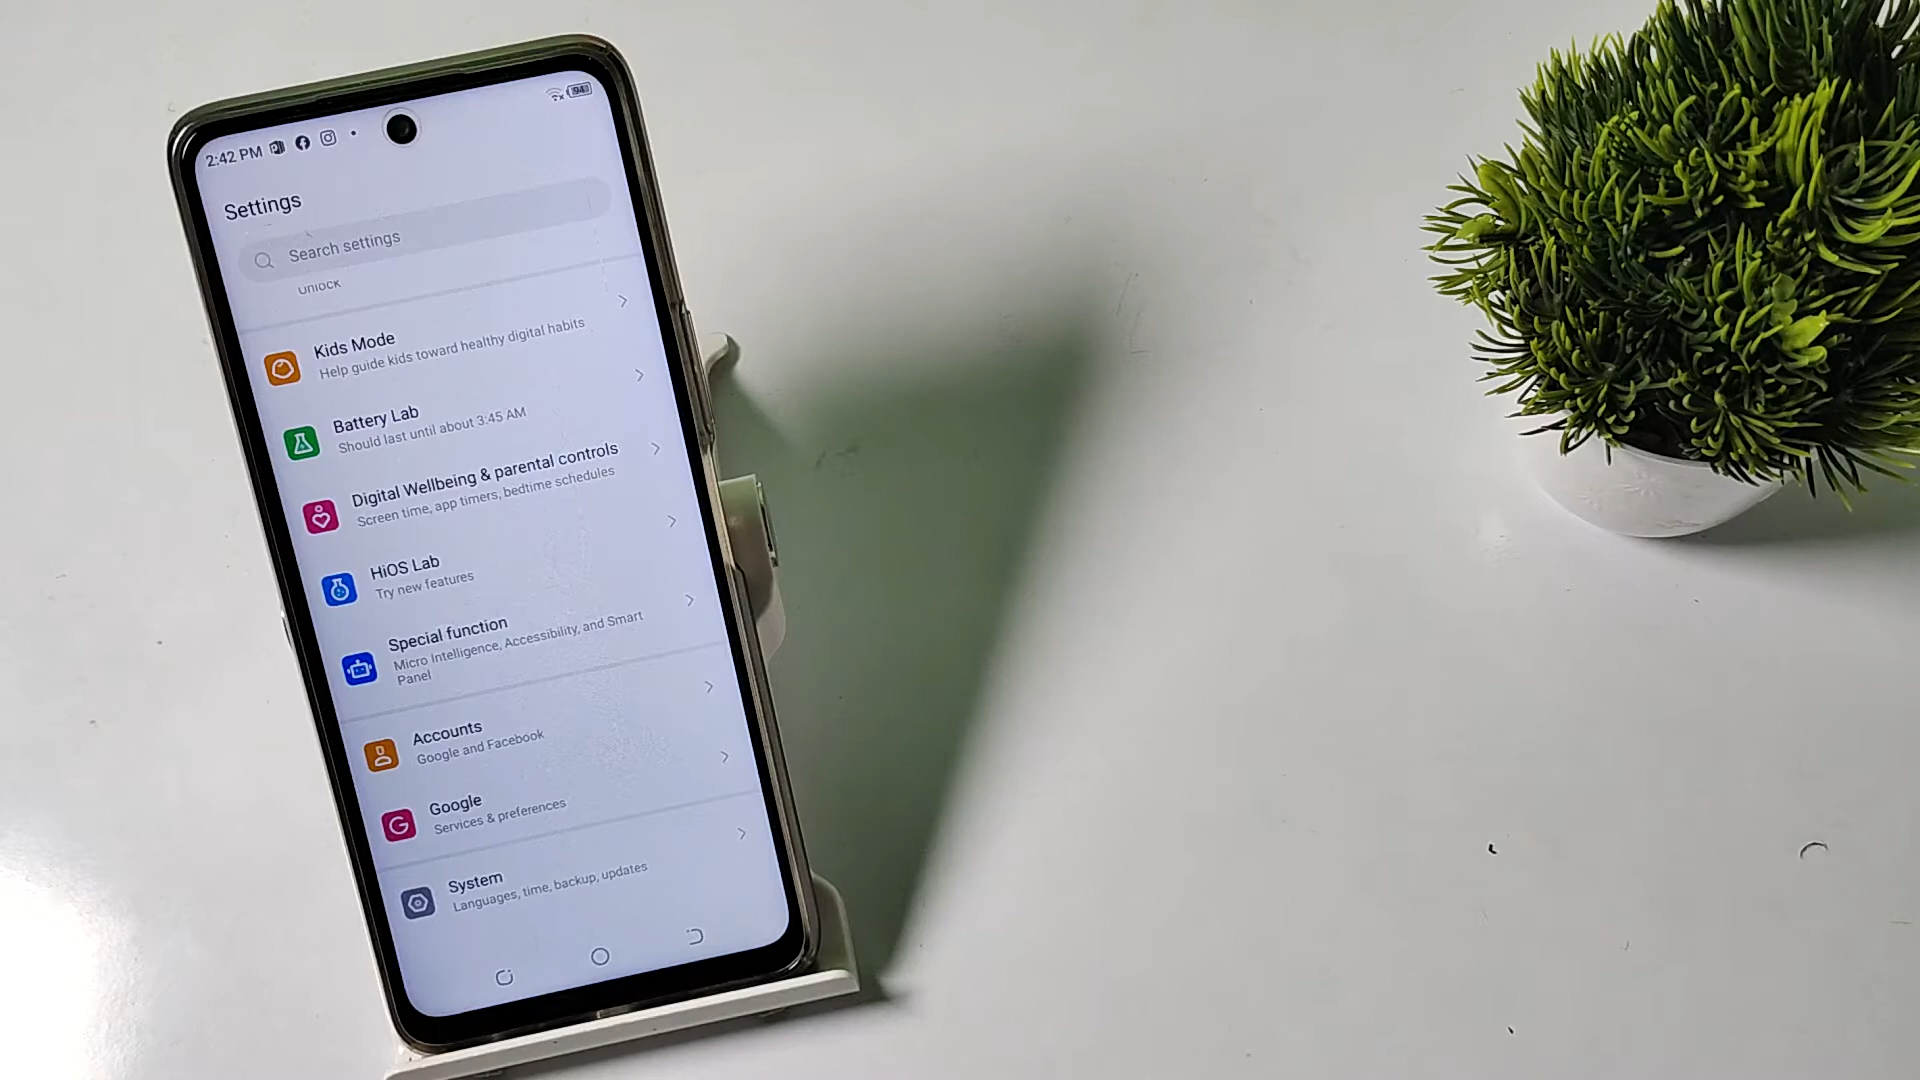 2:42 PM
94
Settings
Search settings
unlock
Kids Mode
Help guide kids toward healthy digital habits
Battery Lab
Should last until about 3:45 AM
Digital Wellbeing & parental controls
Screen time, app timers, bedtime schedules
HiOS Lab
Try new features
Special function
Micro Intelligence, Accessibility, and Smart
Panel
Accounts
Google and Facebook
Google
Services & preferences
System
Languages, time, backup, updates